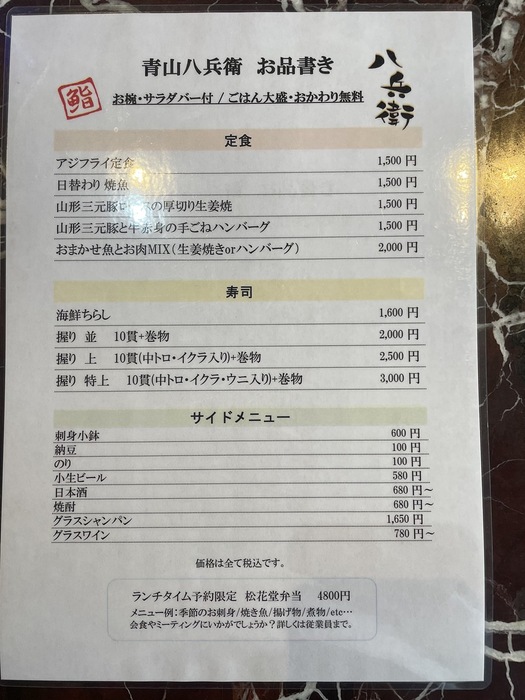 青山八兵衛 お品書き
八兵衛
鮨
お椀・サラダバー付 / ごはん大盛・おかわり無料
定食
アジフライ定食 1,500 円
日替わり 焼魚 1,500 円
山形三元豚ロースの厚切り生姜焼 1,500 円
山形三元豚と牛赤身の手ごねハンバーグ 1,500 円
おまかせ魚とお肉MIX(生姜焼きorハンバーグ) 2,000 円
寿司
海鮮ちらし 1,600 円
握り 並 10貫+巻物 2,000 円
握り 上 10貫(中トロ・イクラ入り)+巻物 2,500 円
握り 特上 10貫(中トロ・イクラ・ウニ入り)+巻物 3,000 円
サイドメニュー
刺身小鉢 600 円
納豆 100 円
のり 100 円
小生ビール 580 円
日本酒 680 円~
焼酎 680 円~
グラスシャンパン 1,650 円
グラスワイン 780 円~
価格は全て税込です。
ランチタイム予約限定 松花堂弁当 4800円
メニュー例:季節のお刺身/焼き魚/揚げ物/煮物/etc…
会食やミーティングにいかがでしょうか?詳しくは従業員まで。